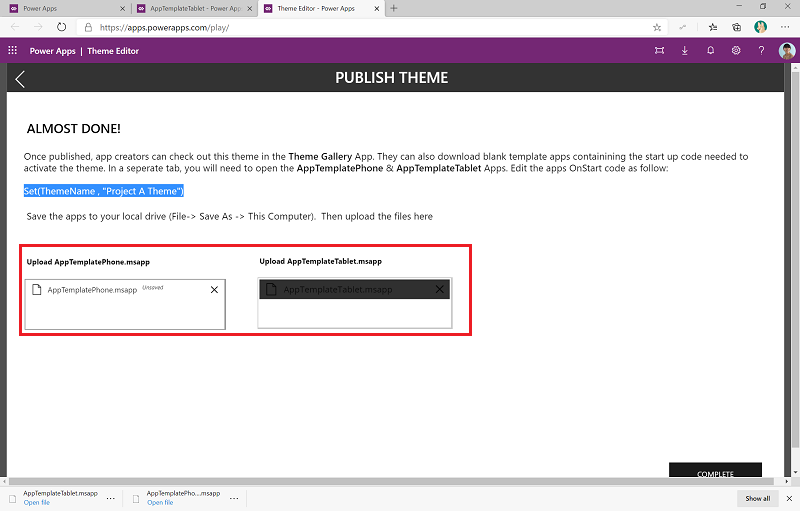 Power Apps
AppTemplateTablet - Power App
Theme Editor - Power Apps
https://apps.powerapps.com/play/
Power Apps | Theme Editor
PUBLISH THEME
ALMOST DONE!
Once published, app creators can check out this theme in the Theme Gallery App. They can also download blank template apps containining the start up code needed to
activate the theme. In a seperate tab, you will need to open the AppTemplatePhone & AppTemplateTablet Apps. Edit the apps OnStart code as follow:
Set(ThemeName , "Project A Theme")
Save the apps to your local drive (File-> Save As -> This Computer). Then upload the files here
Upload AppTemplatePhone.msapp
Upload AppTemplateTablet.msapp
AppTemplatePhone.msapp Unsaved
AppTemplateTablet.msapp
COMPLETE
AppTemplateTablet.msapp
Open file
AppTemplatePho....msapp
Open file
Show all